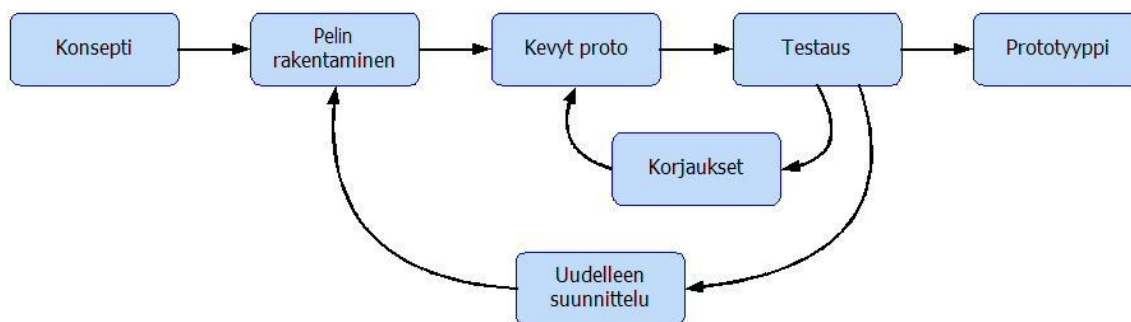 Konsepti
Pelin
rakentaminen
Kevyt proto
Testaus
Prototyyppi
Korjaukset
Uudelleen
suunnittelu